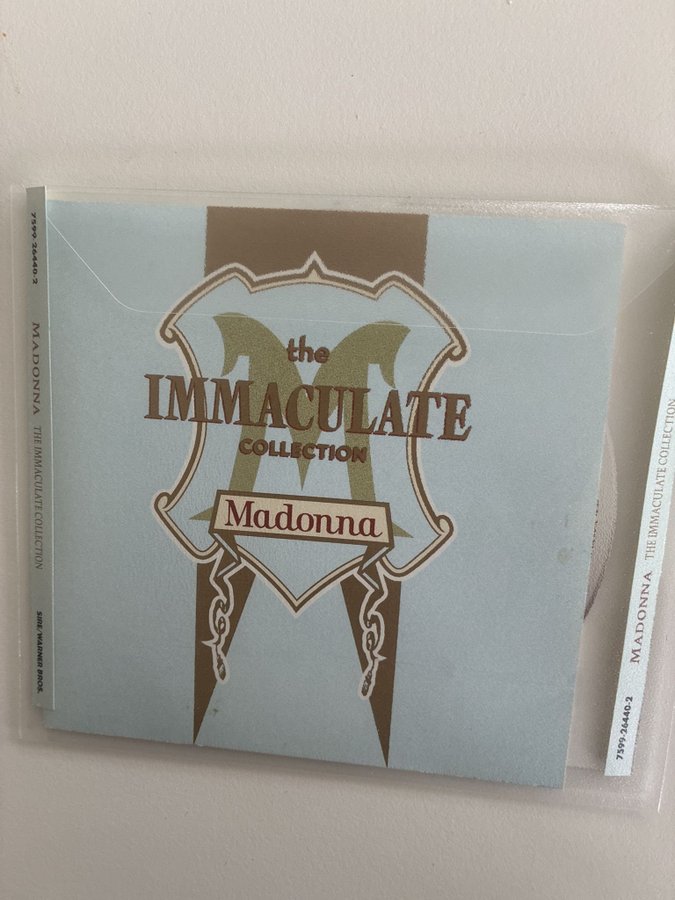 7599-26440-2
MADONNA THE IMMACULATE COLLECTION
SIRE/WARNER BROS.
the
IMMACULATE
COLLECTION
Madonna
7599-26440-2
MADONNA THE IMMACULATE COLLECTION